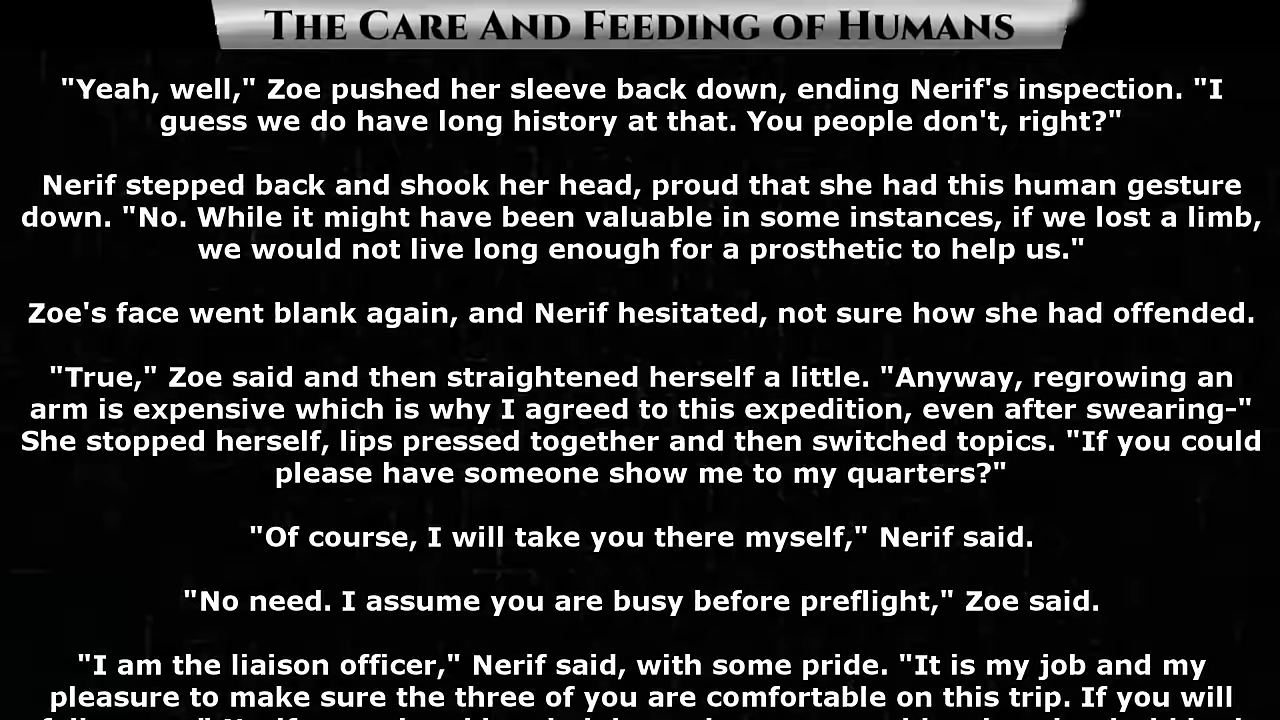 The Care And Feeding of Humans
"Yeah, well," Zoe pushed her sleeve back down, ending Nerif's inspection. "I
guess we do have long history at that. You people don't, right?"
Nerif stepped back and shook her head, proud that she had this human gesture
down. "No. While it might have been valuable in some instances, if we lost a limb,
we would not live long enough for a prosthetic to help us."
Zoe's face went blank again, and Nerif hesitated, not sure how she had offended.
"True," Zoe said and then straightened herself a little. "Anyway, regrowing an
arm is expensive which is why I agreed to this expedition, even after swearing-"
She stopped herself, lips pressed together and then switched topics. "If you could
please have someone show me to my quarters?"
"Of course, I will take you there myself," Nerif said.
"No need. I assume you are busy before preflight," Zoe said.
"I am the liaison officer," Nerif said, with some pride. "It is my job and my
pleasure to make sure the three of you are comfortable on this trip. If you will